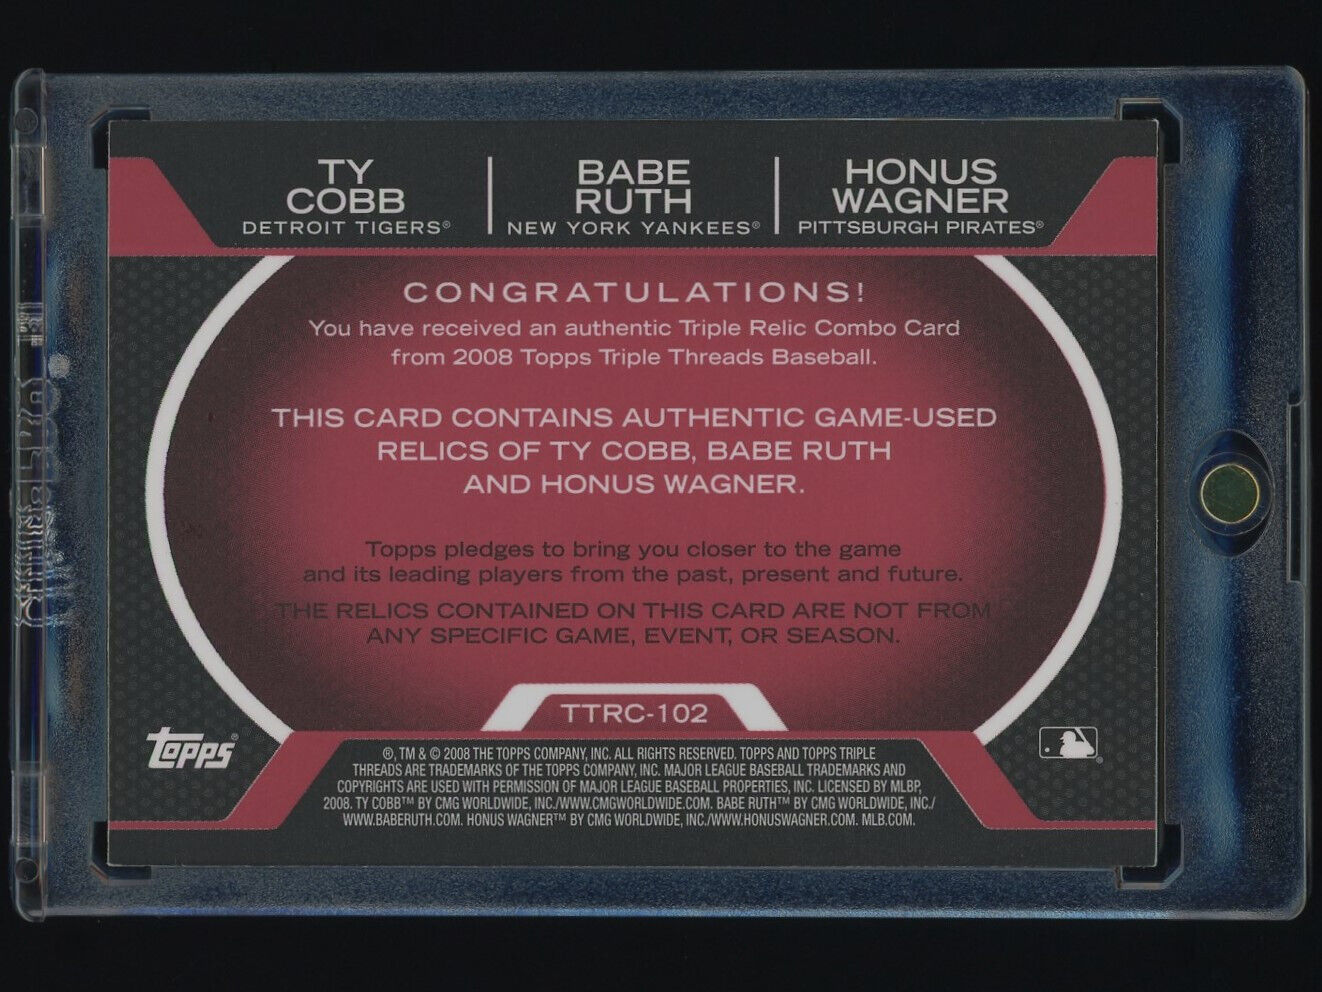 TY COBB
DETROIT TIGERS®
BABE RUTH
NEW YORK YANKEES®
HONUS WAGNER
PITTSBURGH PIRATES®
CONGRATULATIONS!
You have received an authentic Triple Relic Combo Card
from 2008 Topps Triple Threads Baseball.
THIS CARD CONTAINS AUTHENTIC GAME-USED
RELICS OF TY COBB, BABE RUTH
AND HONUS WAGNER.
Topps pledges to bring you closer to the game
and its leading players from the past, present and future.
THE RELICS CONTAINED ON THIS CARD ARE NOT FROM
ANY SPECIFIC GAME, EVENT, OR SEASON.
TTRC-102
topps®
®, TM & © 2008 THE TOPPS COMPANY, INC. ALL RIGHTS RESERVED. TOPPS AND TOPPS TRIPLE
THREADS ARE TRADEMARKS OF THE TOPPS COMPANY, INC. MAJOR LEAGUE BASEBALL TRADEMARKS AND
COPYRIGHTS ARE USED WITH PERMISSION OF MAJOR LEAGUE BASEBALL PROPERTIES, INC. LICENSED BY MLBP,
2008. TY COBB™ BY CMG WORLDWIDE, INC./WWW.CMGWORLDWIDE.COM. BABE RUTH™ BY CMG WORLDWIDE, INC./
WWW.BABERUTH.COM. HONUS WAGNER™ BY CMG WORLDWIDE, INC./WWW.HONUSWAGNER.COM. MLB.COM.